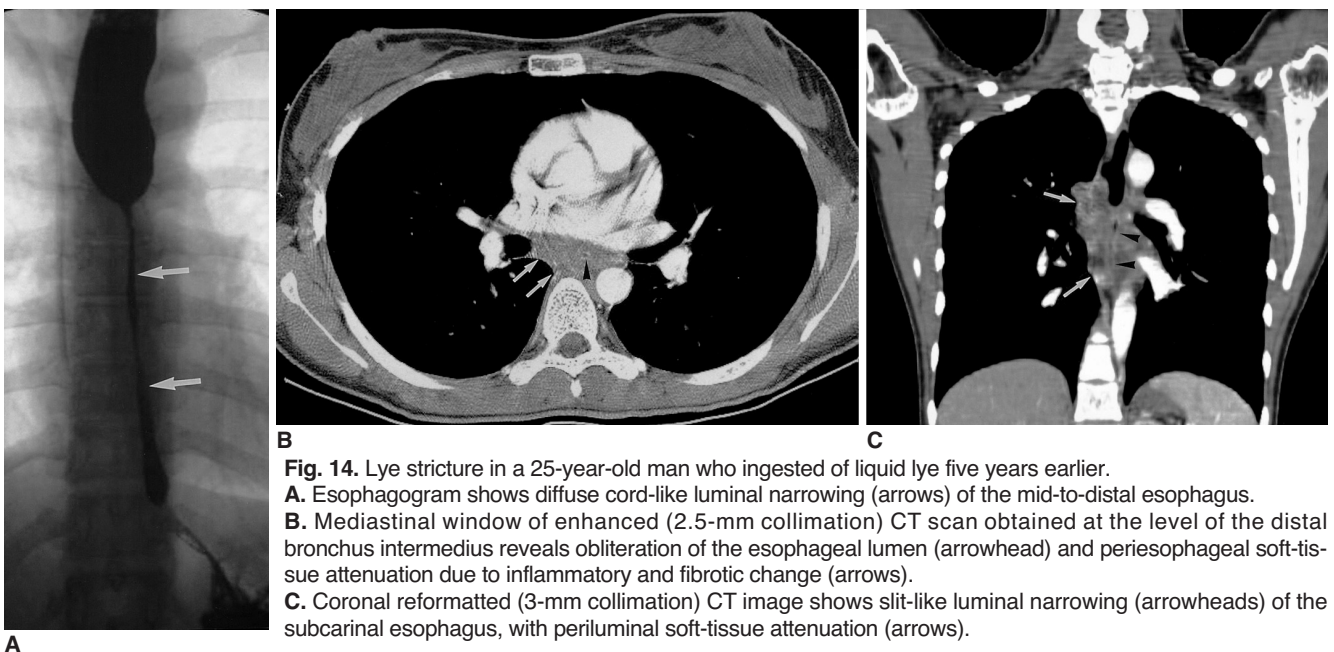 B
C
Fig. 14. Lye stricture in a 25-year-old man who ingested of liquid lye five years earlier.
A. Esophagogram shows diffuse cord-like luminal narrowing (arrows) of the mid-to-distal esophagus.
B. Mediastinal window of enhanced (2.5-mm collimation) CT scan obtained at the level of the distal
bronchus intermedius reveals obliteration of the esophageal lumen (arrowhead) and periesophageal soft-tis-
sue attenuation due to inflammatory and fibrotic change (arrows).
C. Coronal reformatted (3-mm collimation) CT image shows slit-like luminal narrowing (arrowheads) of the
subcarinal esophagus, with periluminal soft-tissue attenuation (arrows).
A